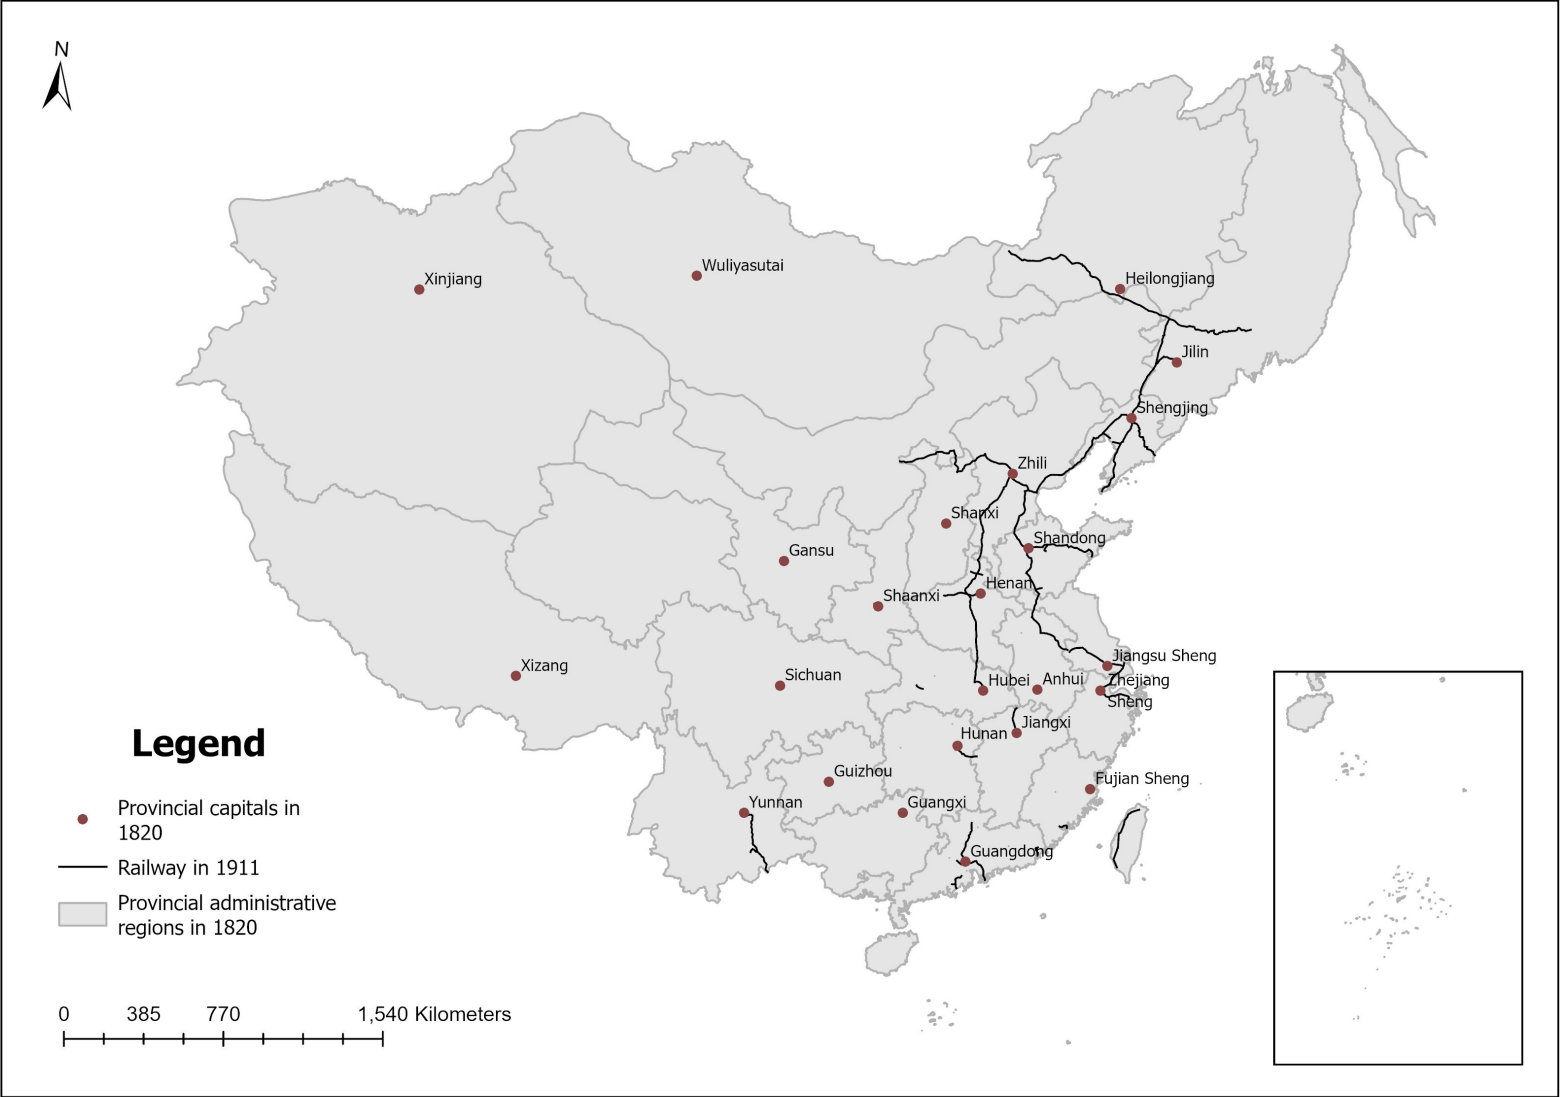 N
Wuliyasutai
Xinjiang
Heilongjiang
Jilin
Shengjing
Zhili
Shanxi
Shandong
Gansu
Henan
Shaanxi
Jiangsu Sheng
Xizang
Sichuan
Hubei
Anhui
Zhejiang
Sheng
Jiangxi
Hunan
Guizhou
Fujian Sheng
Yunnan
Guangxi
Guangdong
Legend
Provincial capitals in
1820
Railway in 1911
Provincial administrative
regions in 1820
0 385 770 1,540 Kilometers